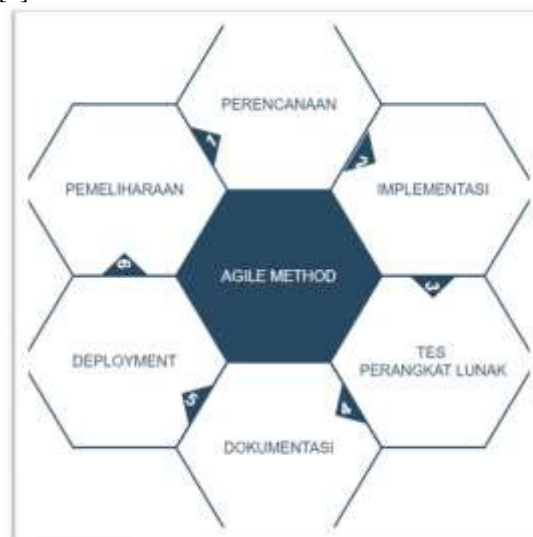 PERENCANAAN
1
2
PEMELIHARAAN
IMPLEMENTASI
6
AGILE METHOD
3
DEPLOYMENT
TES
PERANGKAT LUNAK
5
4
DOKUMENTASI